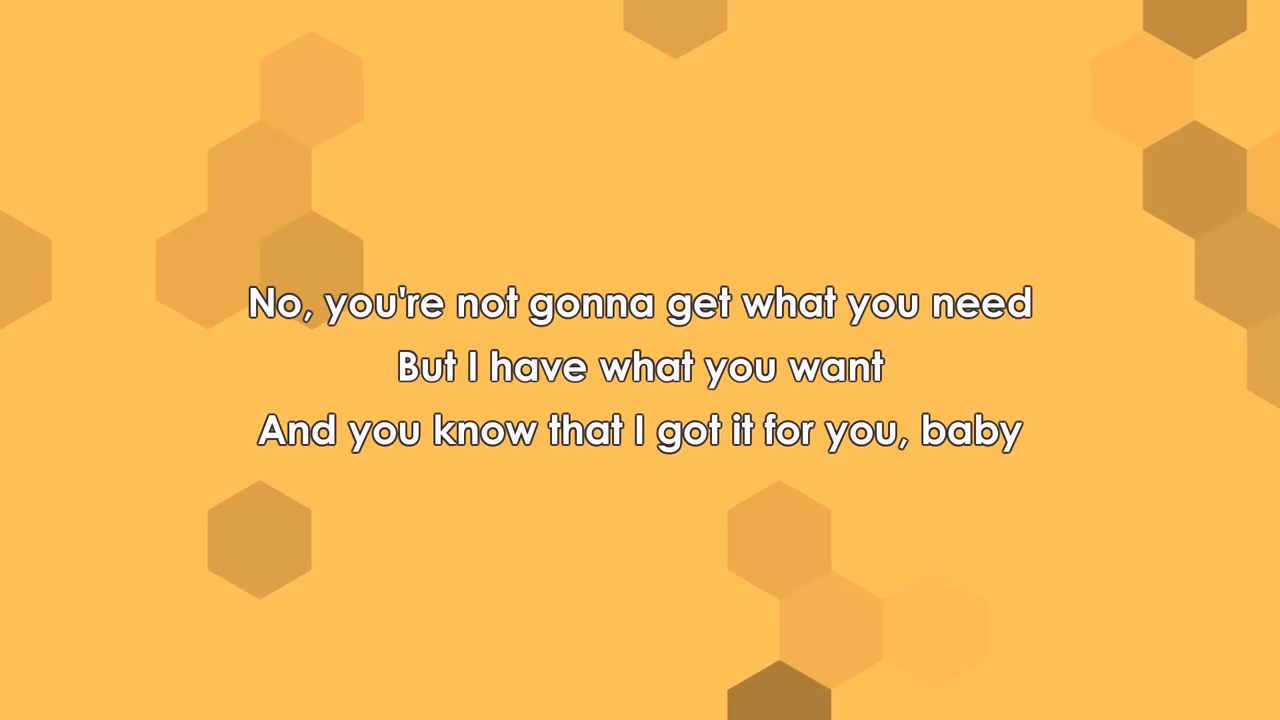 No, you're not gonna get what you need
But I have what you want
And you know that I got it for you, baby